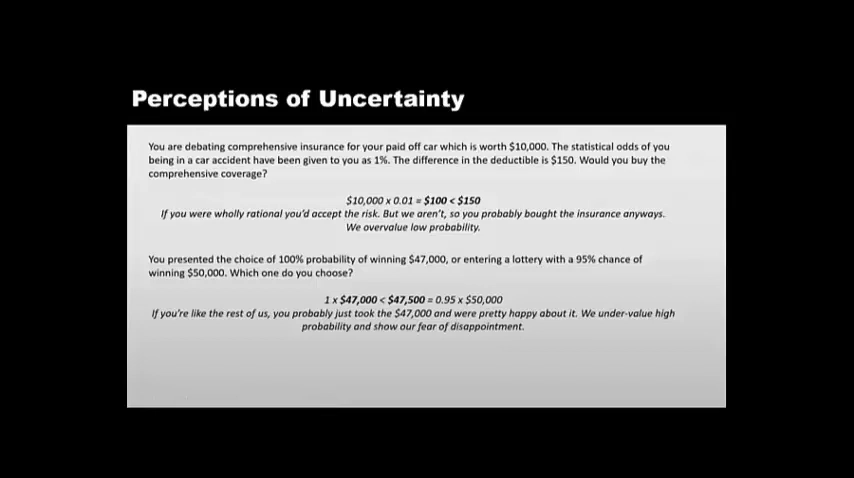 Perceptions of Uncertainty
You are debating comprehensive insurance for your paid off car which is worth $10,000. The statistical odds of you
being in a car accident have been given to you as 1%. The difference in the deductible is $150. Would you buy the
comprehensive coverage?
$10,000 x 0.01 = $100 < $150
If you were wholly rational you'd accept the risk. But we aren't, so you probably bought the insurance anyways.
We overvalue low probability.
You presented the choice of 100% probability of winning $47,000, or entering a lottery with a 95% chance of
winning $50,000. Which one do you choose?
1 x $47,000 < $47,500 = 0.95 x $50,000
If you're like the rest of us, you probably just took the $47,000 and were pretty happy about it. We under-value high
probability and show our fear of disappointment.